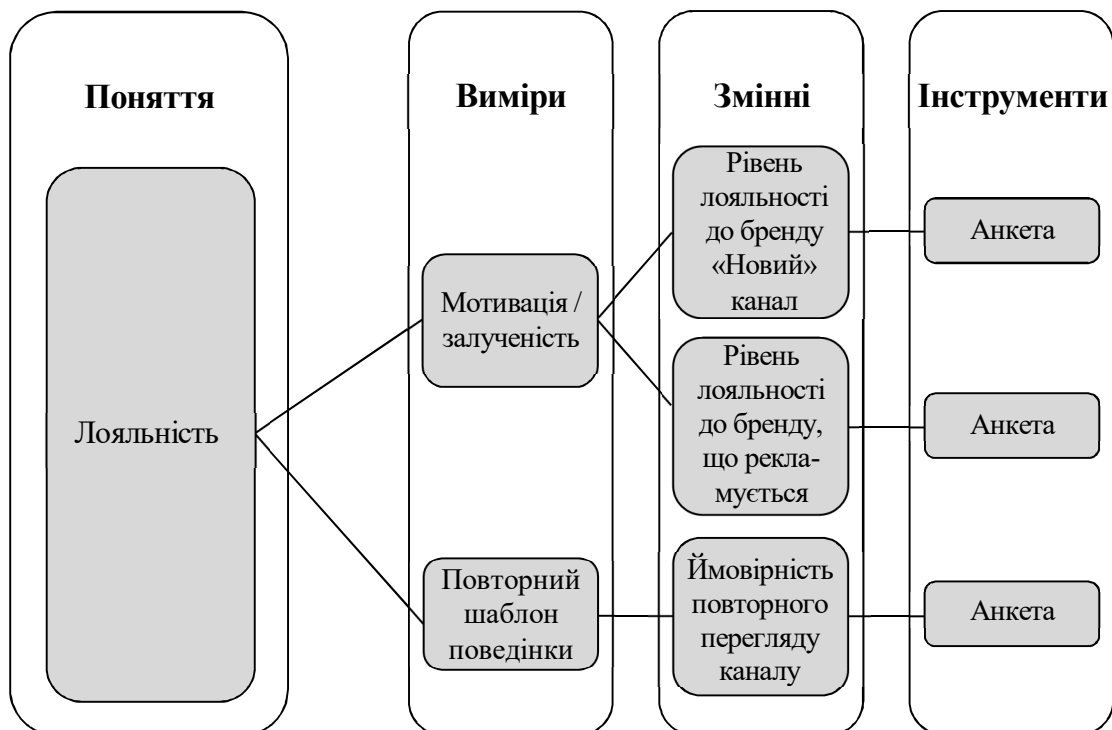 Поняття
Виміри
Змінні
Інструменти
Лояльність
Мотивація /
залученість
Повторний
шаблон
поведінки
Рівень
лояльності
до бренду
«Новий»
канал
Рівень
лояльності
до бренду,
що рекла-
мується
Ймовірність
повторного
перегляду
каналу
Анкета
Анкета
Анкета